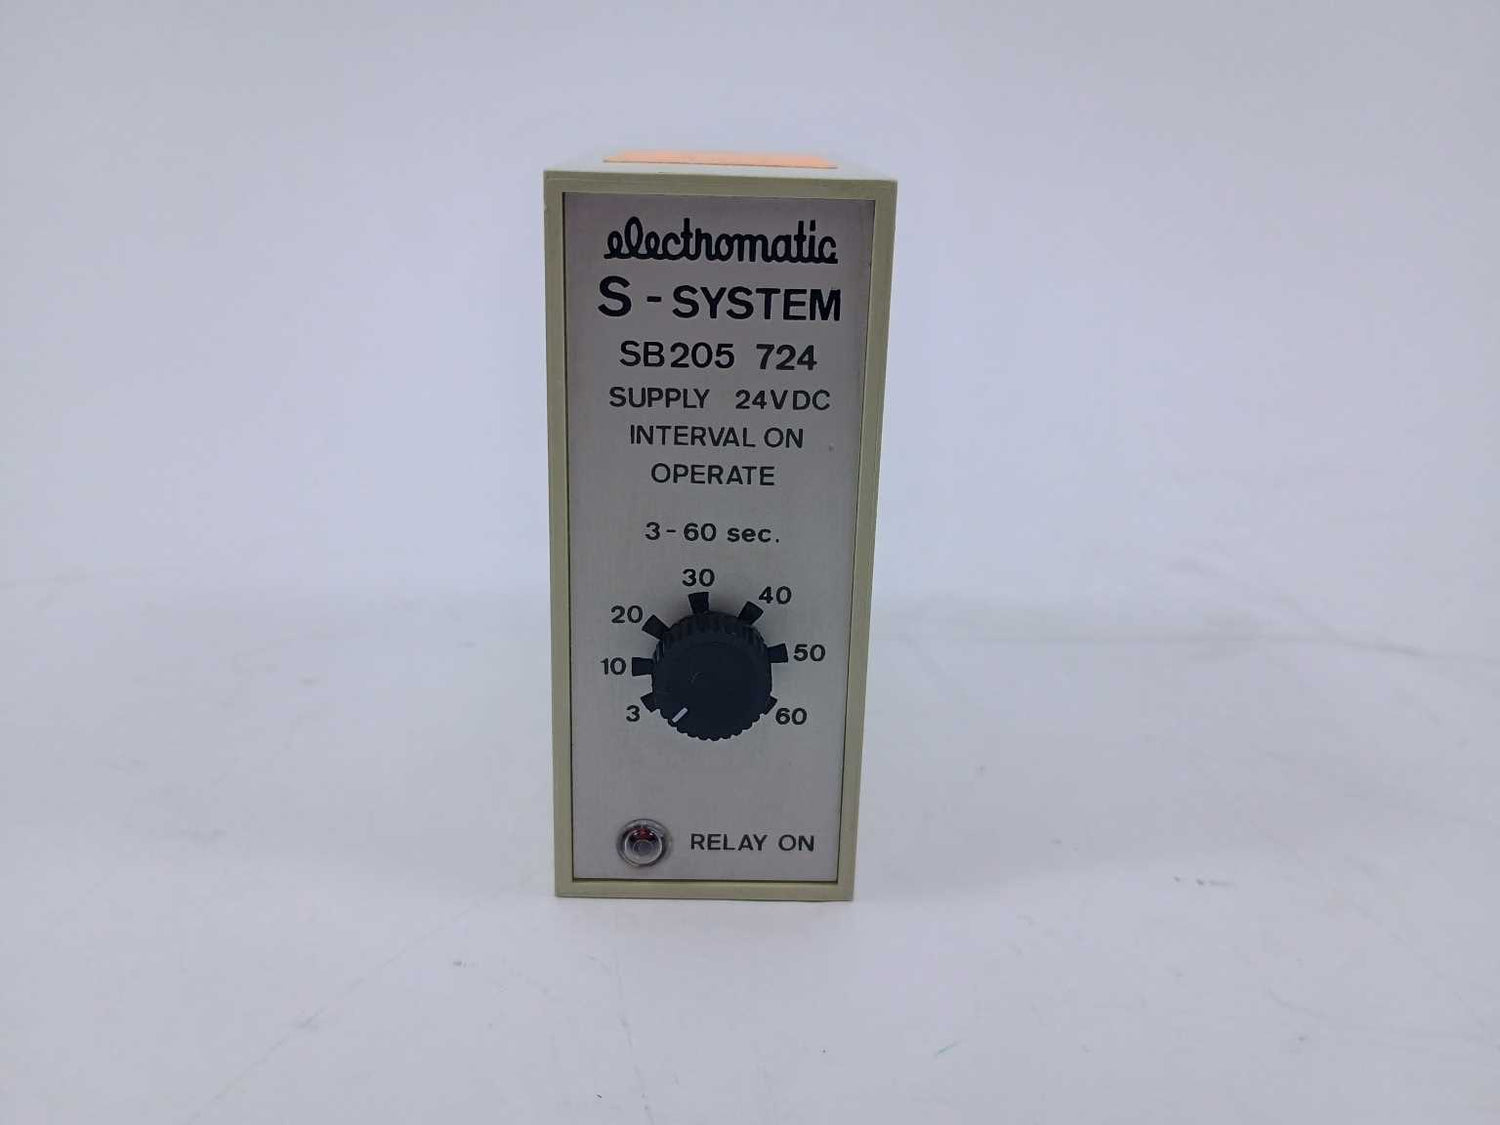 electromatic
S - SYSTEM
SB205 724
SUPPLY 24VDC
INTERVAL ON
OPERATE
3 - 60 sec.
30
40
20
50
10
3
60
RELAY ON